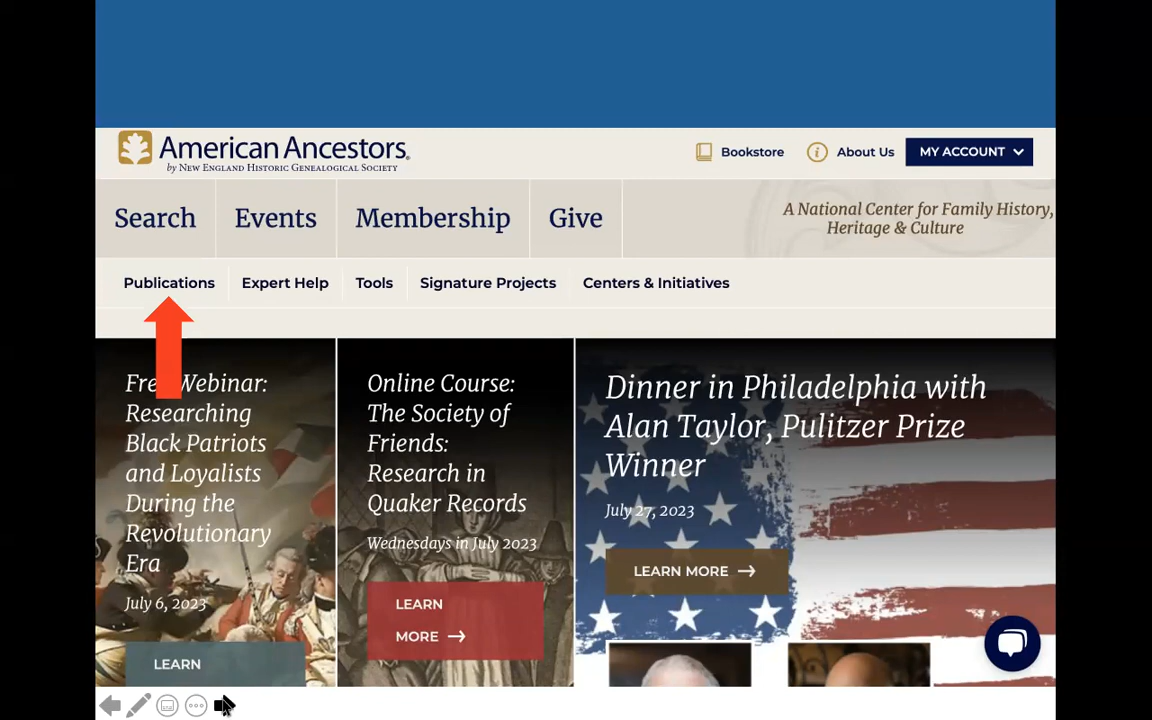 American Ancestors®
by NEW ENGLAND HISTORIC GENEALOGICAL SOCIETY
Bookstore
About Us
MY ACCOUNT
Search
Events
Membership
Give
A National Center for Family History,
Heritage & Culture
Publications
Expert Help
Tools
Signature Projects
Centers & Initiatives
Free Webinar:
Researching
Black Patriots
and Loyalists
During the
Revolutionary
Era
July 6, 2023
LEARN
Online Course:
The Society of
Friends:
Research in
Quaker Records
Wednesdays in July 2023
LEARN
MORE →
Dinner in Philadelphia with
Alan Taylor, Pulitzer Prize
Winner
July 27, 2023
LEARN MORE →